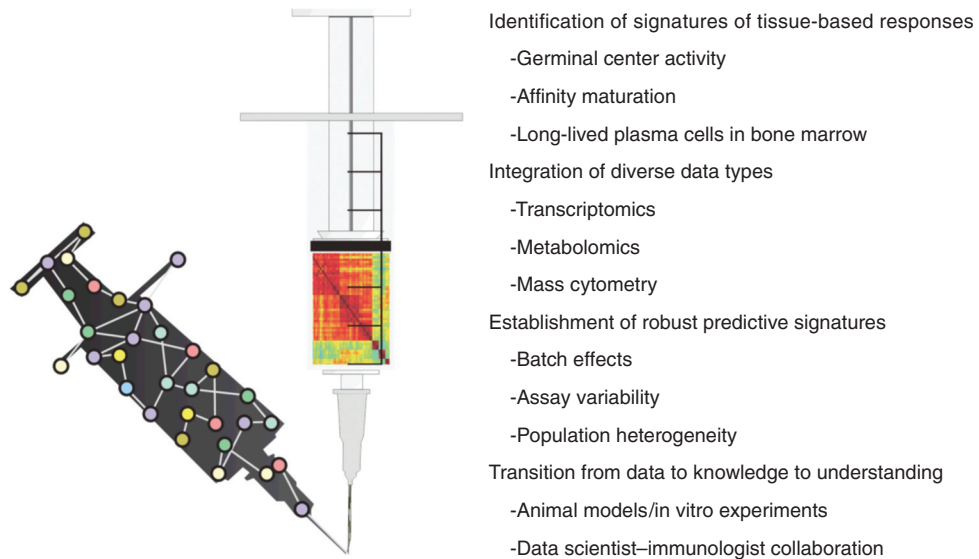 Identification of signatures of tissue-based responses
-Germinal center activity
-Affinity maturation
-Long-lived plasma cells in bone marrow
Integration of diverse data types
-Transcriptomics
-Metabolomics
-Mass cytometry
Establishment of robust predictive signatures
-Batch effects
-Assay variability
-Population heterogeneity
Transition from data to knowledge to understanding
-Animal models/in vitro experiments
-Data scientist–immunologist collaboration